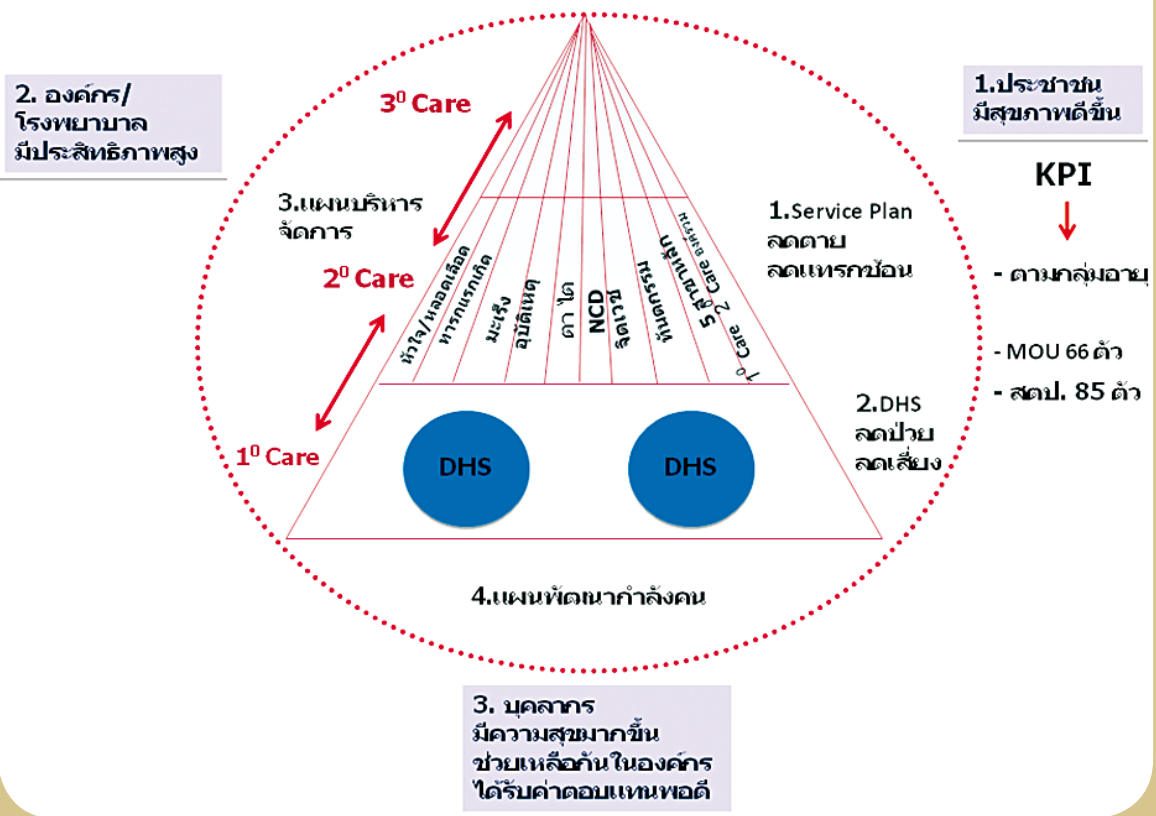 2. องค์กร/
โรงพยาบาล
มีประสิทธิภาพสูง
3⁰ Care
1.ประชาชน
มีสุขภาพดีขึ้น
KPI
- ตามกลุ่มอายุ
- MOU 66 ตัว
- สตป. 85 ตัว
3.แผนบริหาร
จัดการ
2⁰ Care
1.Service Plan
ลดตาย
ลดแทรกซ้อน
หัวใจ/หลอดเลือด
ทารกแรกเกิด
มะเร็ง
อุบัติเหตุ
ตา ไต
NCD
จิตเวช
ทันตกรรม
5 สาขาหลัก
1⁰ Care 2⁰ Care องค์รวม
2.DHS
ลดป่วย
ลดเสี่ยง
1⁰ Care
DHS
DHS
4.แผนพัฒนากำลังคน
3. บุคลากร
มีความสุขมากขึ้น
ช่วยเหลือกันในองค์กร
ได้รับค่าตอบแทนพอดี